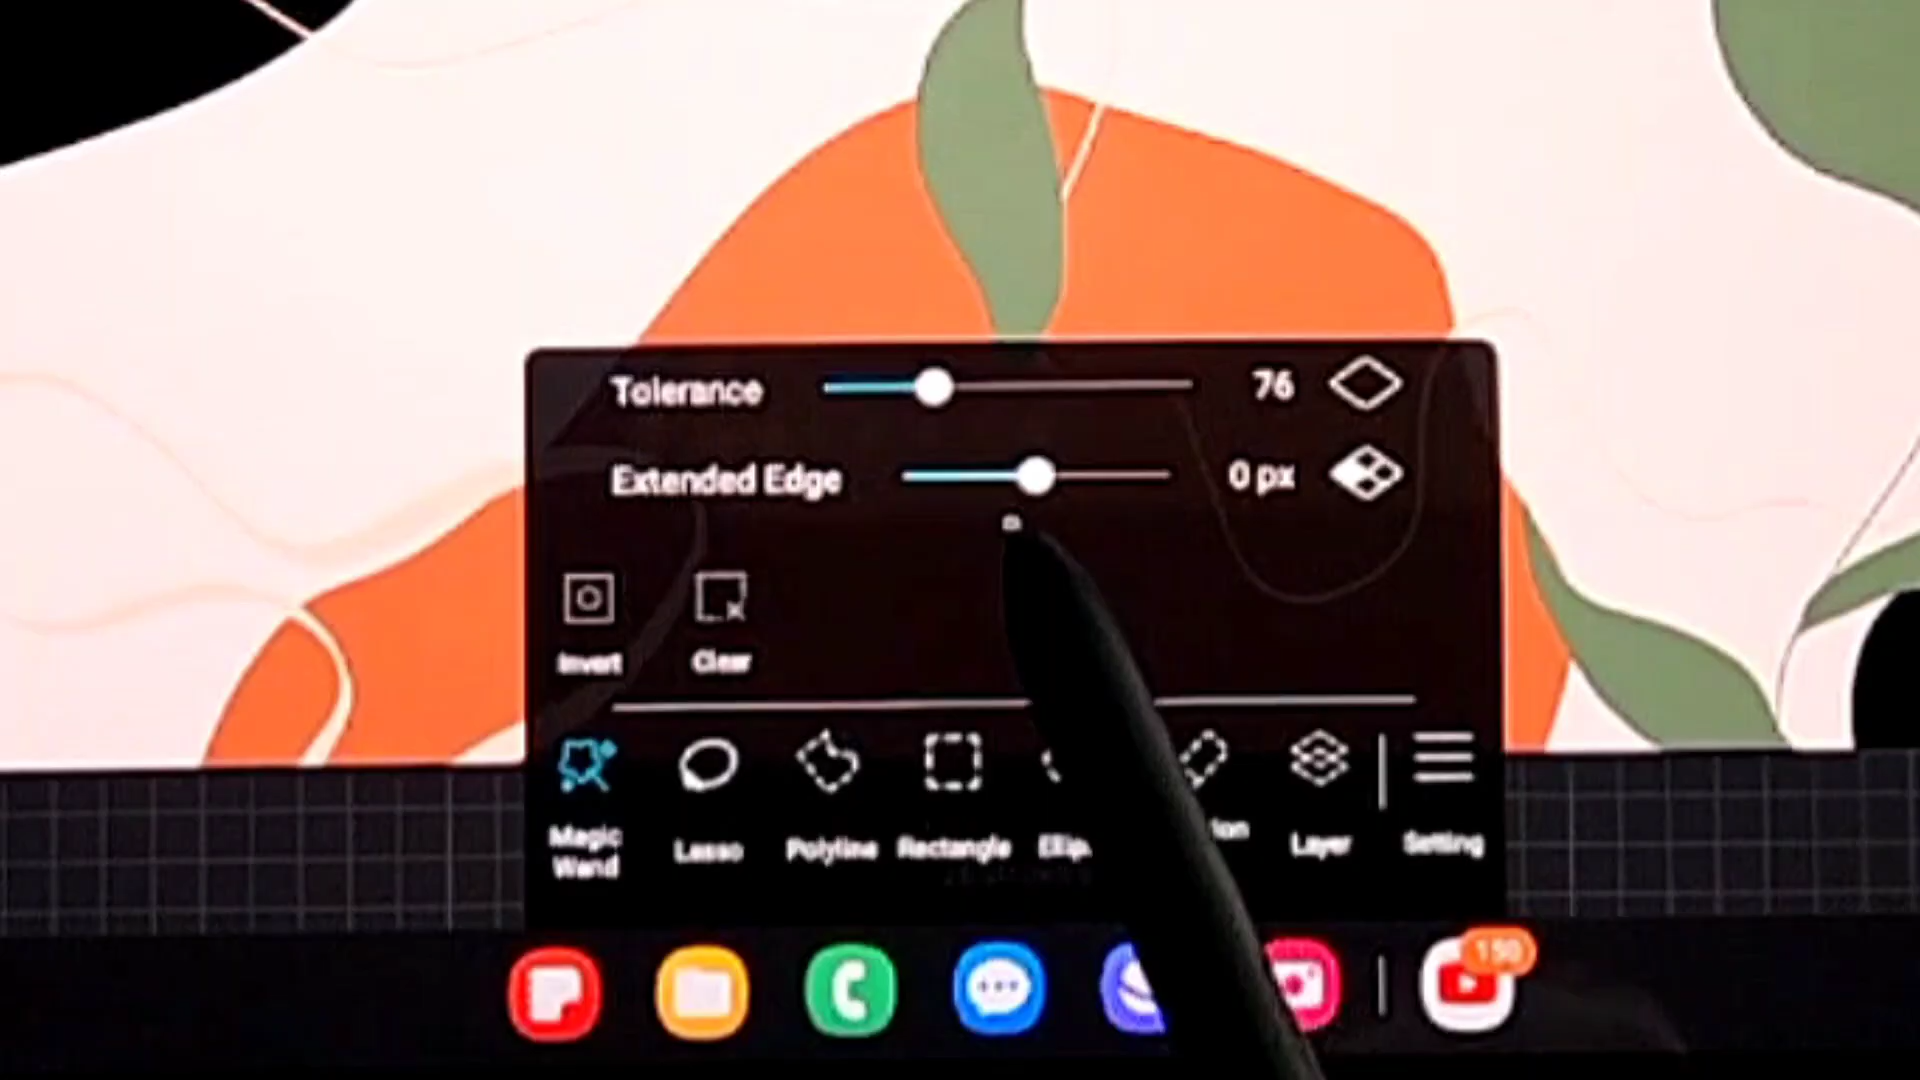 Tolerance 76
Extended Edge 0 px
Invert Clear
Magic Wand Lasso Polyline Rectangle Layer Setting
150